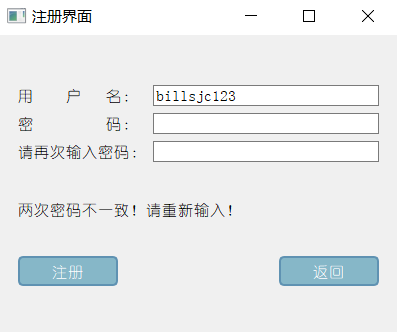 注册界面
用 户 名： billsjc123
密 码：
请再次输入密码：
两次密码不一致！请重新输入！
注册 返回